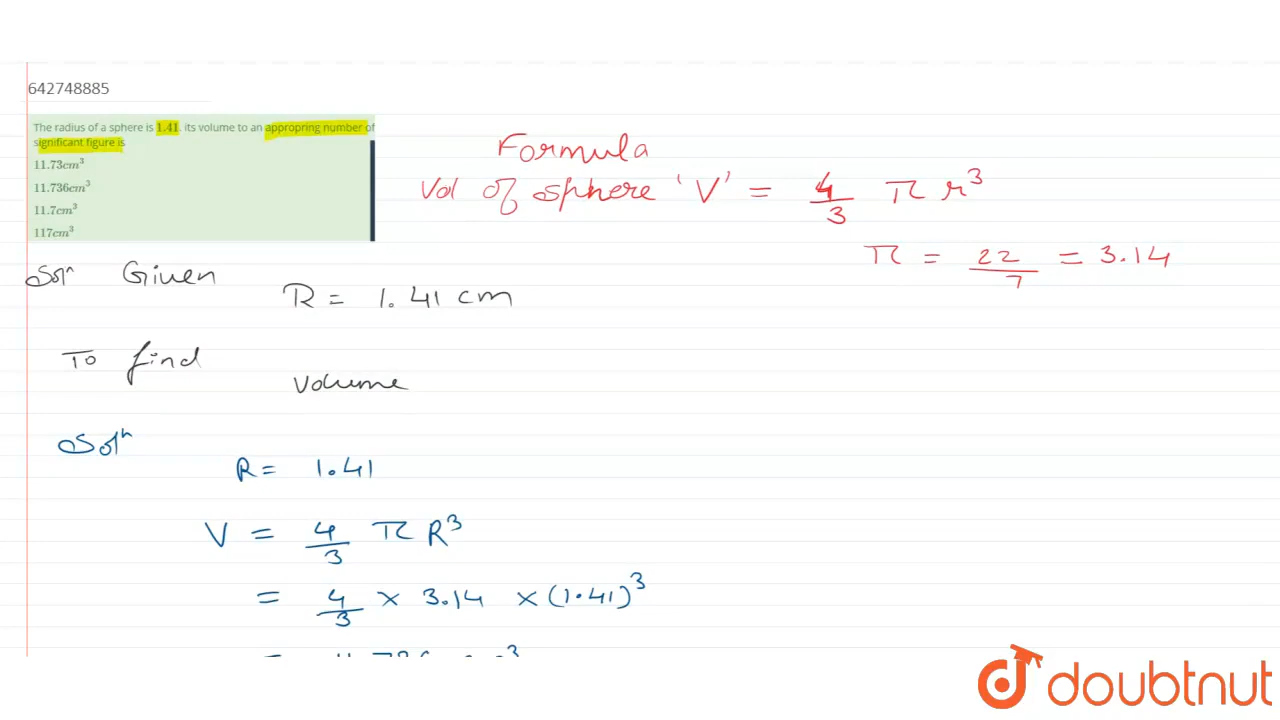 642748885
The radius of a sphere is 1.41. its volume to an appropring number of
significant figure is
11.73cm³
11.736cm³
11.7cm³
117cm³
Formula
Vol of sphere 'V' = 4/3 π r³
π = 22/7 = 3.14
Solⁿ Given
R = 1.41 cm
To find
Volume
Solⁿ
R = 1.41
V = 4/3 π R³
= 4/3 × 3.14 × (1.41)³
doubtnut